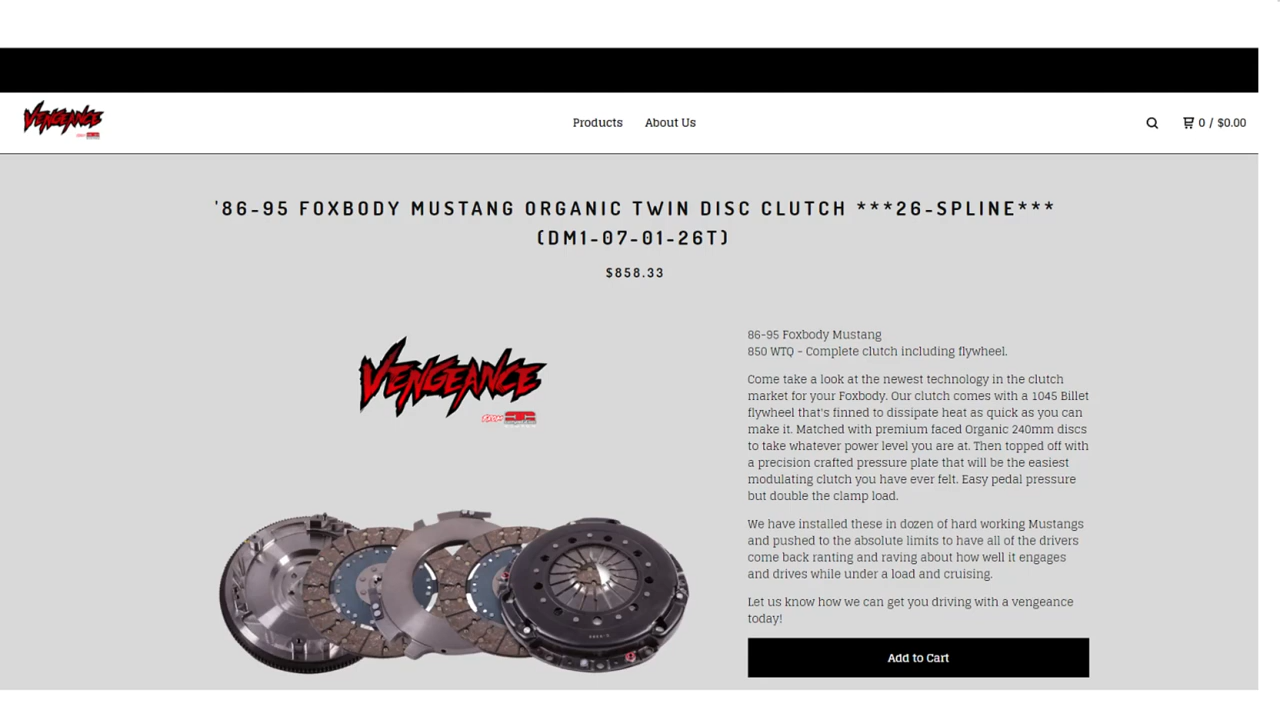 VENGEANCE
Products
About Us
0 / $0.00
'86-95 FOXBODY MUSTANG ORGANIC TWIN DISC CLUTCH ***26-SPLINE***
(DM1-07-01-26T)
$858.33
VENGEANCE
FROM
86-95 Foxbody Mustang
850 WTQ - Complete clutch including flywheel.
Come take a look at the newest technology in the clutch
market for your Foxbody. Our clutch comes with a 1045 Billet
flywheel that's finned to dissipate heat as quick as you can
make it. Matched with premium faced Organic 240mm discs
to take whatever power level you are at. Then topped off with
a precision crafted pressure plate that will be the easiest
modulating clutch you have ever felt. Easy pedal pressure
but double the clamp load.
We have installed these in dozen of hard working Mustangs
and pushed to the absolute limits to have all of the drivers
come back ranting and raving about how well it engages
and drives while under a load and cruising.
Let us know how we can get you driving with a vengeance
today!
Add to Cart